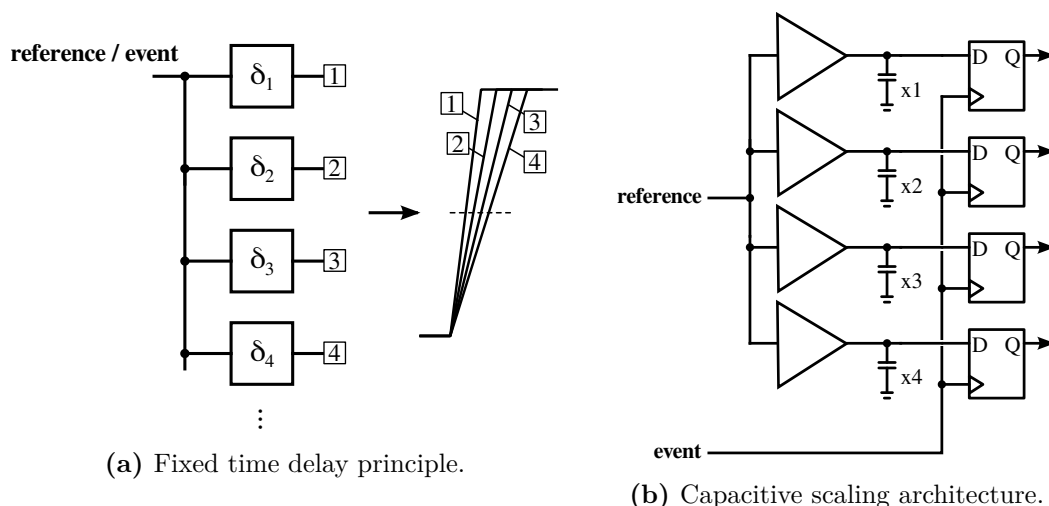 reference / event
δ1
1
δ2
2
δ3
3
δ4
4
⋮
1
2
3
4
(a) Fixed time delay principle.
reference
event
x1
D Q
x2
D Q
x3
D Q
x4
D Q
(b) Capacitive scaling architecture.